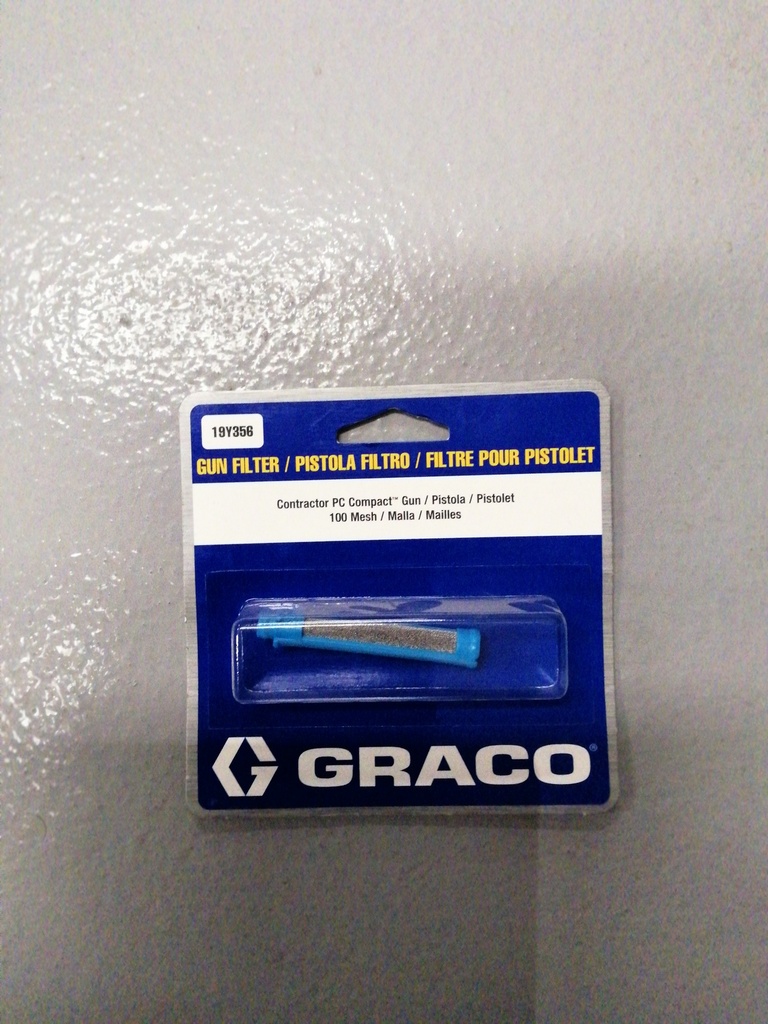 19Y356
GUN FILTER / PISTOLA FILTRO / FILTRE POUR PISTOLET
Contractor PC Compact™ Gun / Pistola / Pistolet
100 Mesh / Malla / Mailles
GRACO®